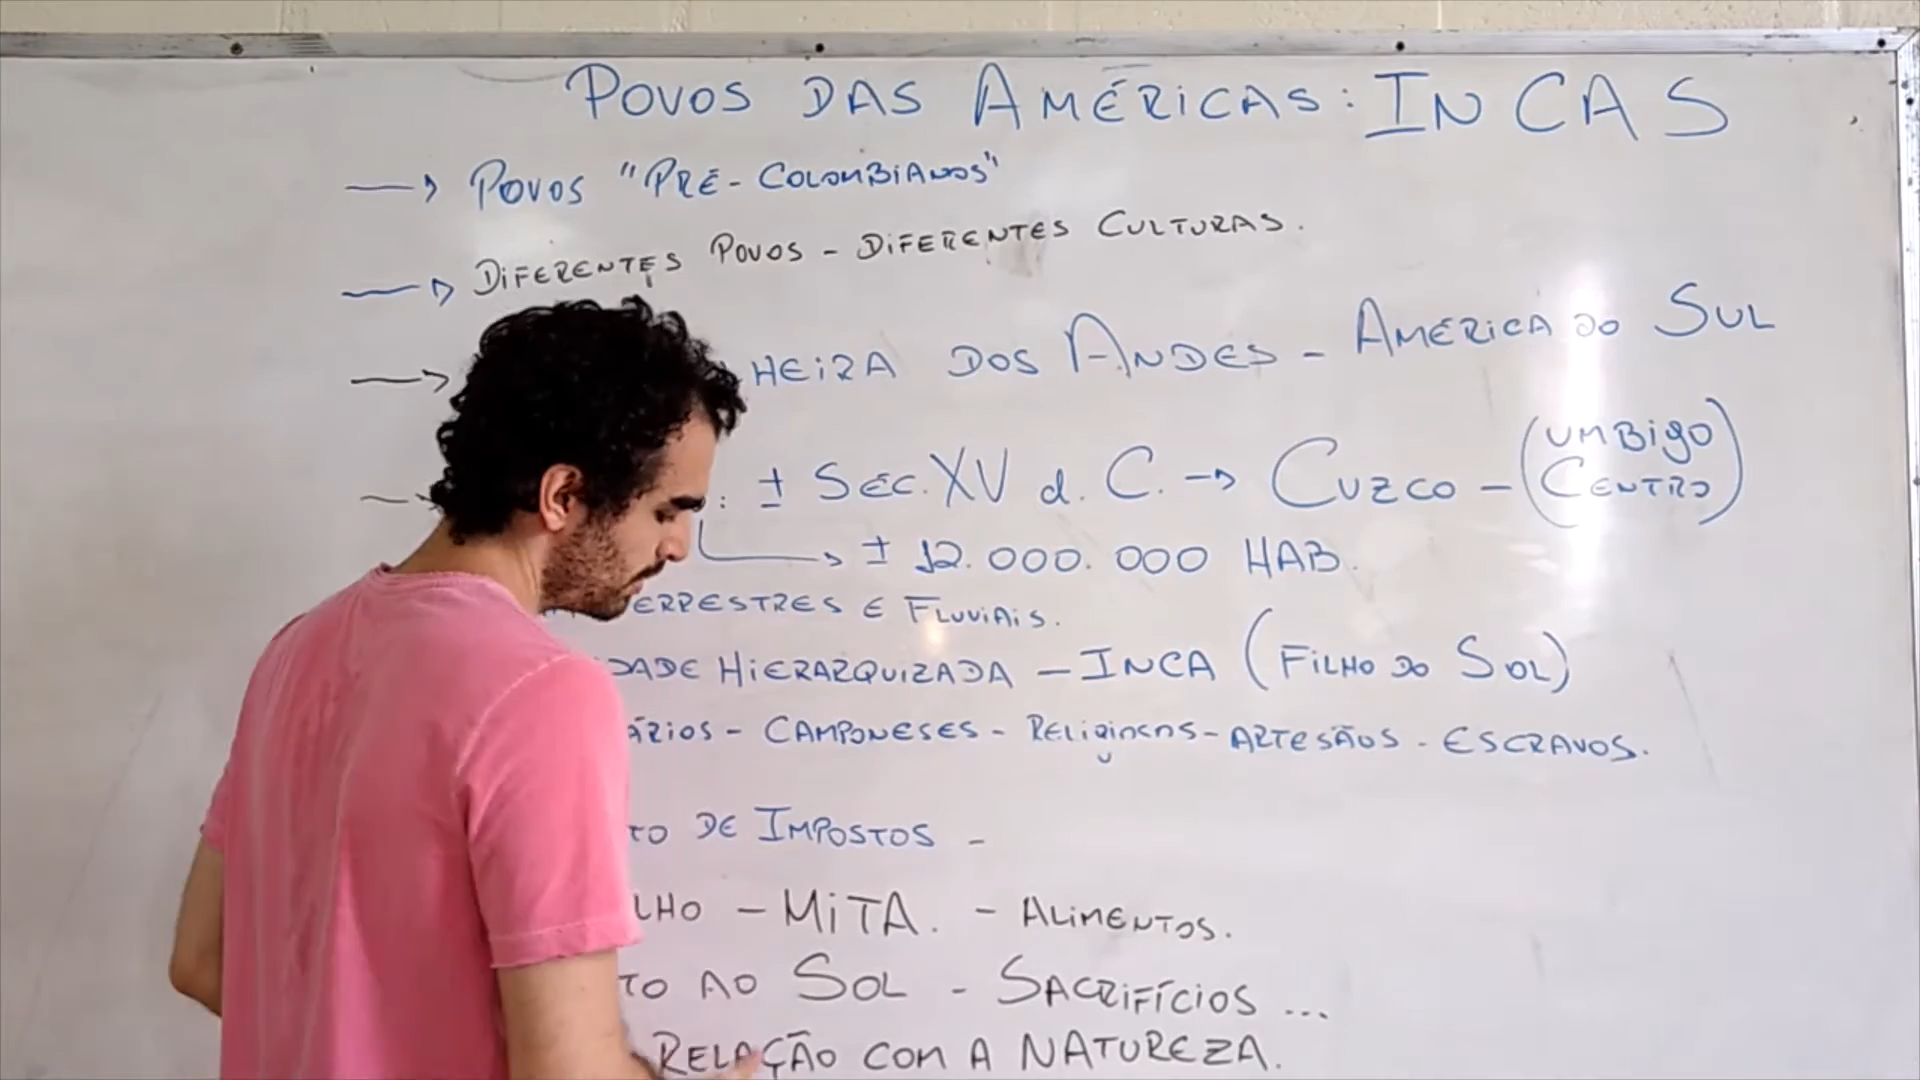 POVOS DAS AMÉRICAS: INCAS
→ POVOS "PRÉ-COLOMBIANOS"
→ DIFERENTES POVOS - DIFERENTES CULTURAS.
→ HEIRA DOS ANDES - AMÉRICA DO SUL
: ± SÉC. XV d. C. → CUZCO - (UMBIGO CENTRO)
→ ± 12.000.000 HAB.
ERRESTRES E FLUVIAIS.
DADE HIERARQUIZADA - INCA (FILHO DO SOL)
ÁRIOS - CAMPONESES - RELIGIOSOS - ARTESÃOS - ESCRAVOS.
TO DE IMPOSTOS -
LHO - MITA. - ALIMENTOS.
TO AO SOL - SACRIFÍCIOS ...
RELAÇÃO COM A NATUREZA.